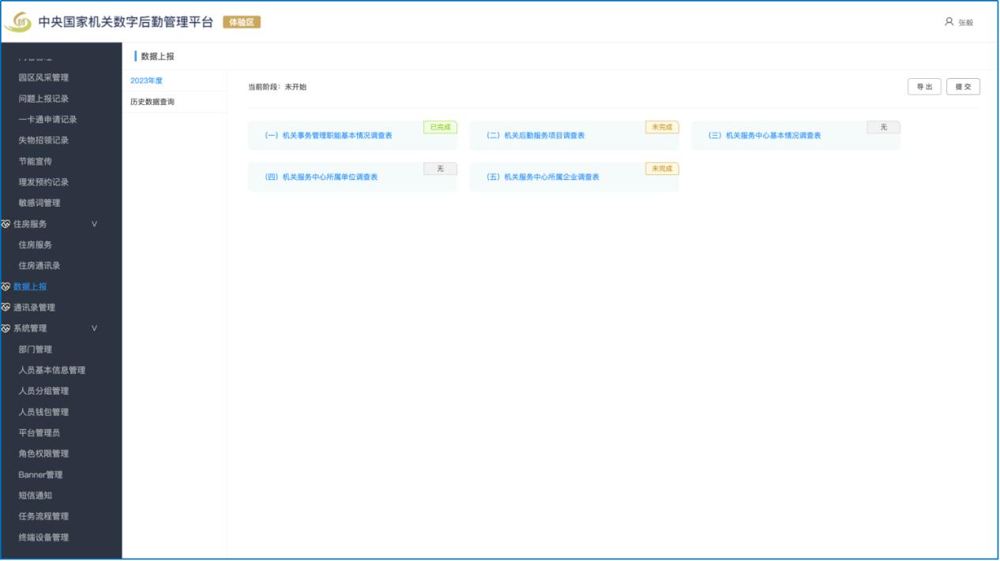 中央国家机关数字后勤管理平台 体验区
张毅
园区风采管理
问题上报记录
一卡通申请记录
失物招领记录
节能宣传
理发预约记录
敏感词管理
住房服务
住房服务
住房通讯录
数据上报
通讯录管理
系统管理
部门管理
人员基本信息管理
人员分组管理
人员钱包管理
平台管理员
角色权限管理
Banner管理
短信通知
任务流程管理
终端设备管理
数据上报
2023年度
历史数据查询
当前阶段：未开始
导出 提交
（一）机关事务管理职能基本情况调查表 已完成
（二）机关后勤服务项目调查表 未完成
（三）机关服务中心基本情况调查表 无
（四）机关服务中心所属单位调查表 无
（五）机关服务中心所属企业调查表 未完成